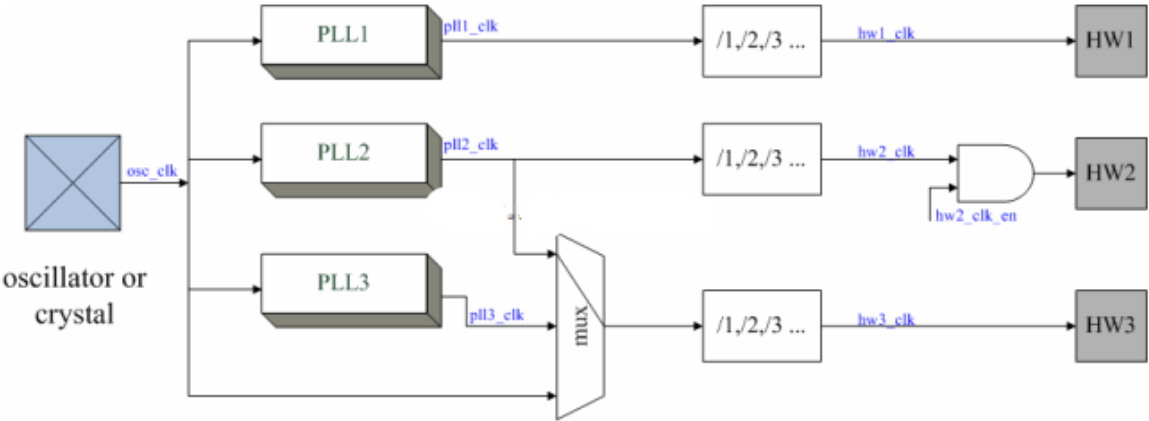 PLL1
pll1_clk
/1,/2,/3 ...
hw1_clk
HW1
PLL2
pll2_clk
/1,/2,/3 ...
hw2_clk
HW2
hw2_clk_en
osc_clk
oscillator or
crystal
PLL3
pll3_clk
mux
/1,/2,/3 ...
hw3_clk
HW3